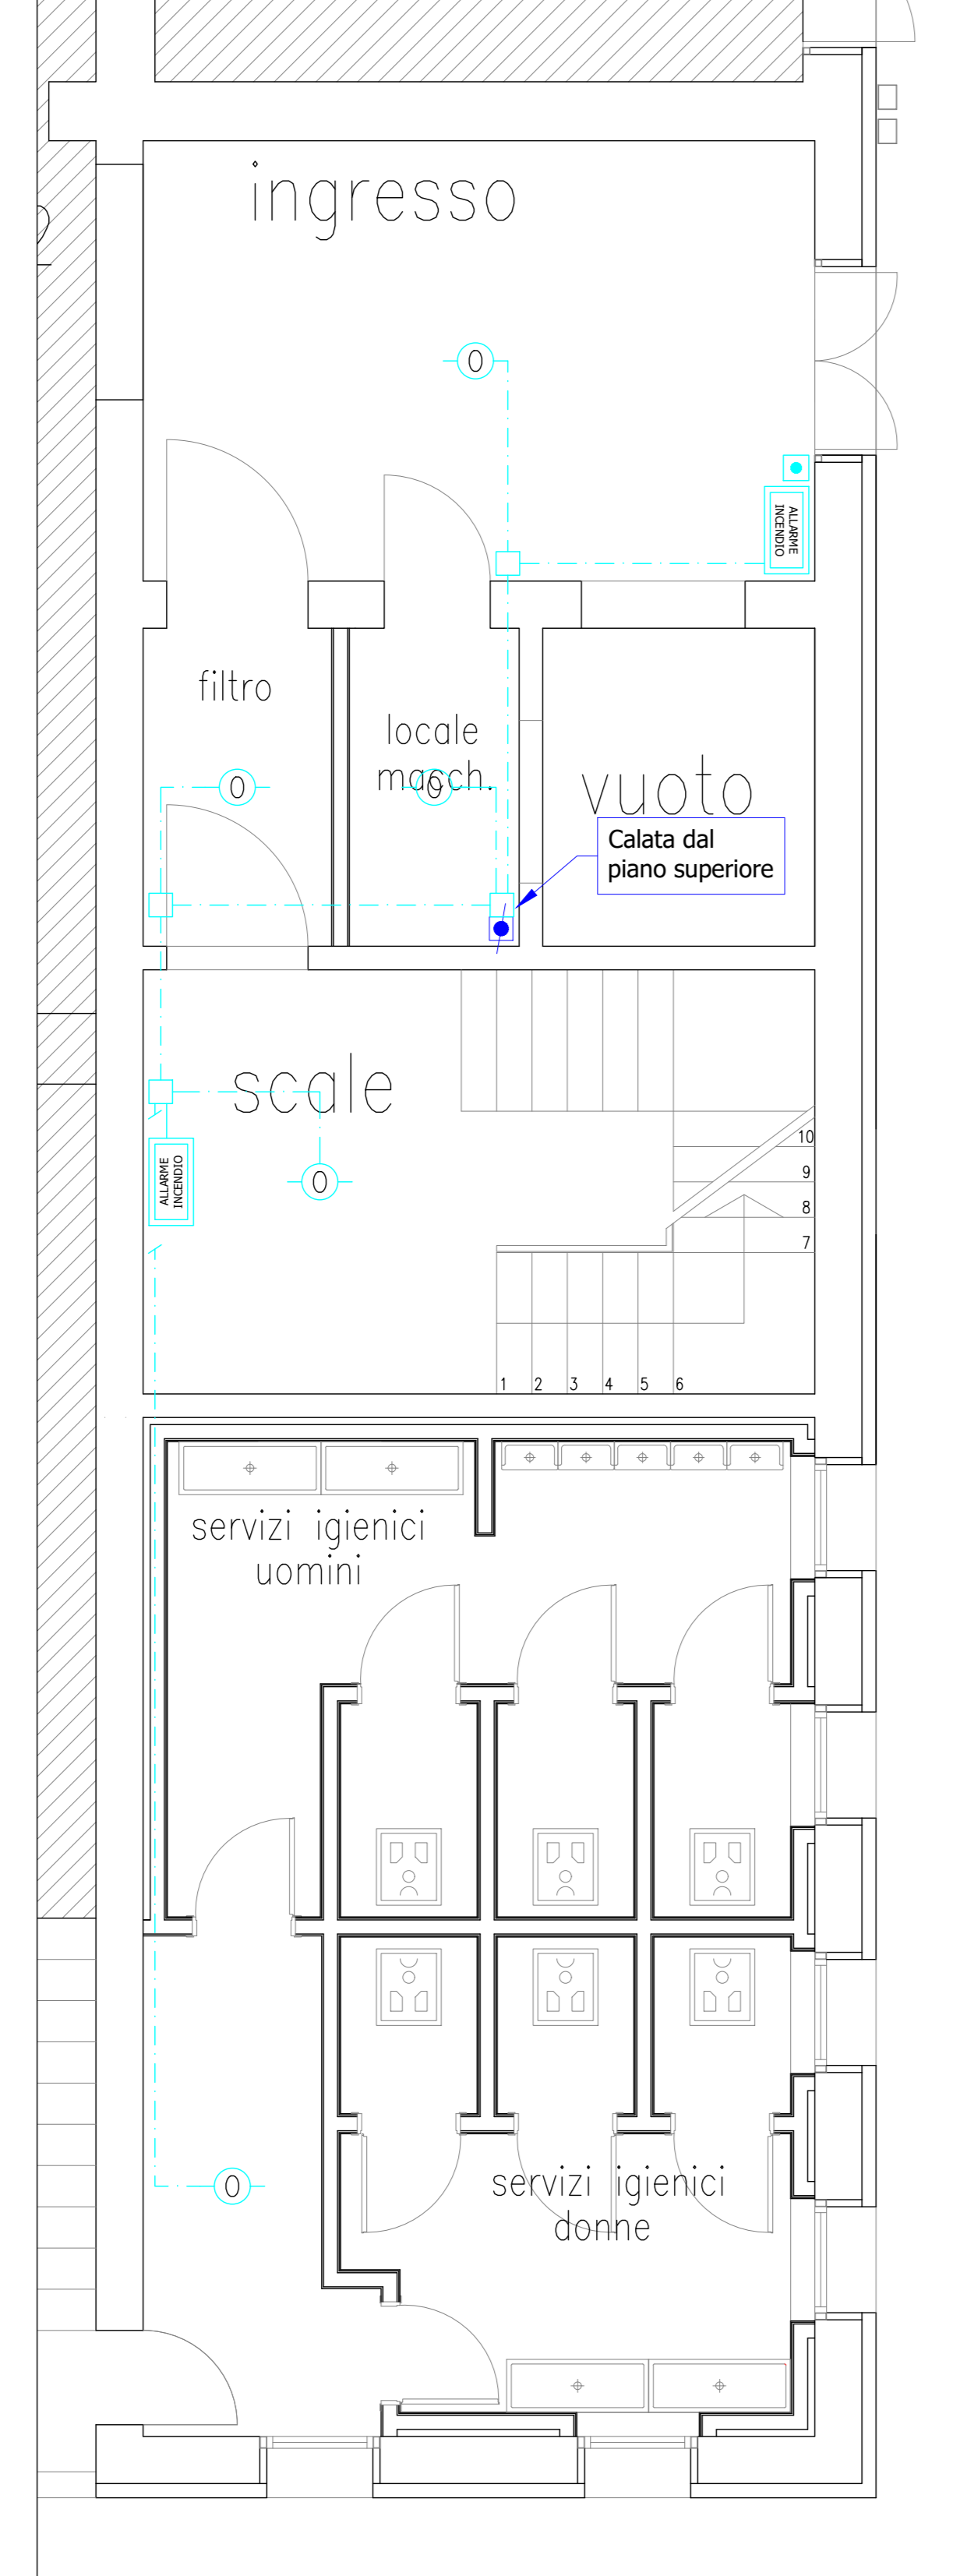 ingresso
0
ALLARME
INCENDIO
filtro
locale
macch.
0
0
vuoto
Calata dal
piano superiore
scale
0
ALLARME
INCENDIO
10
9
8
7
1 2 3 4 5 6
servizi igienici
uomini
0
servizi igienici
donne